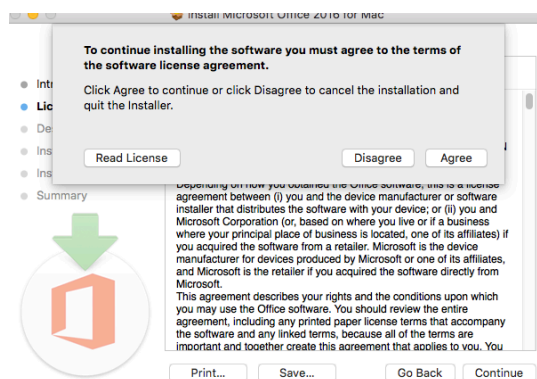 Install Microsoft Office 2016 for Mac
To continue installing the software you must agree to the terms of
the software license agreement.
Click Agree to continue or click Disagree to cancel the installation and
quit the Installer.
Read License
Disagree
Agree
Summary
Depending on how you obtained the Office software, this is a license
agreement between (i) you and the device manufacturer or software
installer that distributes the software with your device; or (ii) you and
Microsoft Corporation (or, based on where you live or if a business
where your principal place of business is located, one of its affiliates) if
you acquired the software from a retailer. Microsoft is the device
manufacturer for devices produced by Microsoft or one of its affiliates,
and Microsoft is the retailer if you acquired the software directly from
Microsoft.
This agreement describes your rights and the conditions upon which
you may use the Office software. You should review the entire
agreement, including any printed paper license terms that accompany
the software and any linked terms, because all of the terms are
important and together create this agreement that applies to you. You
Print...
Save...
Go Back
Continue